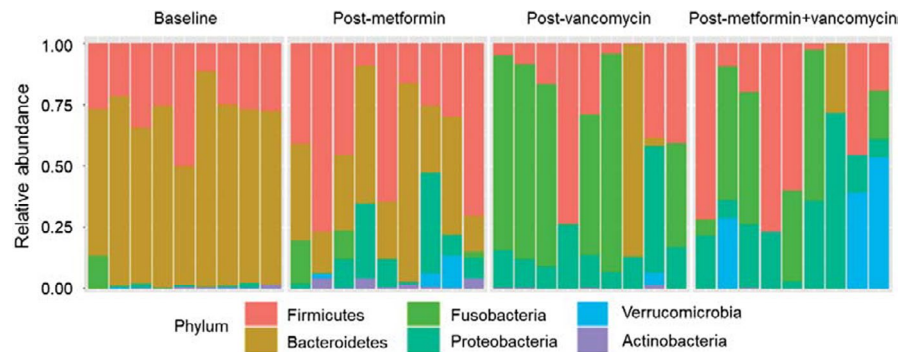 Baseline Post-metformin Post-vancomycin Post-metformin+vancomycin
1.00
0.75
0.50
0.25
0.00
Relative abundance
Phylum
Firmicutes Fusobacteria Verrucomicrobia
Bacteroidetes Proteobacteria Actinobacteria